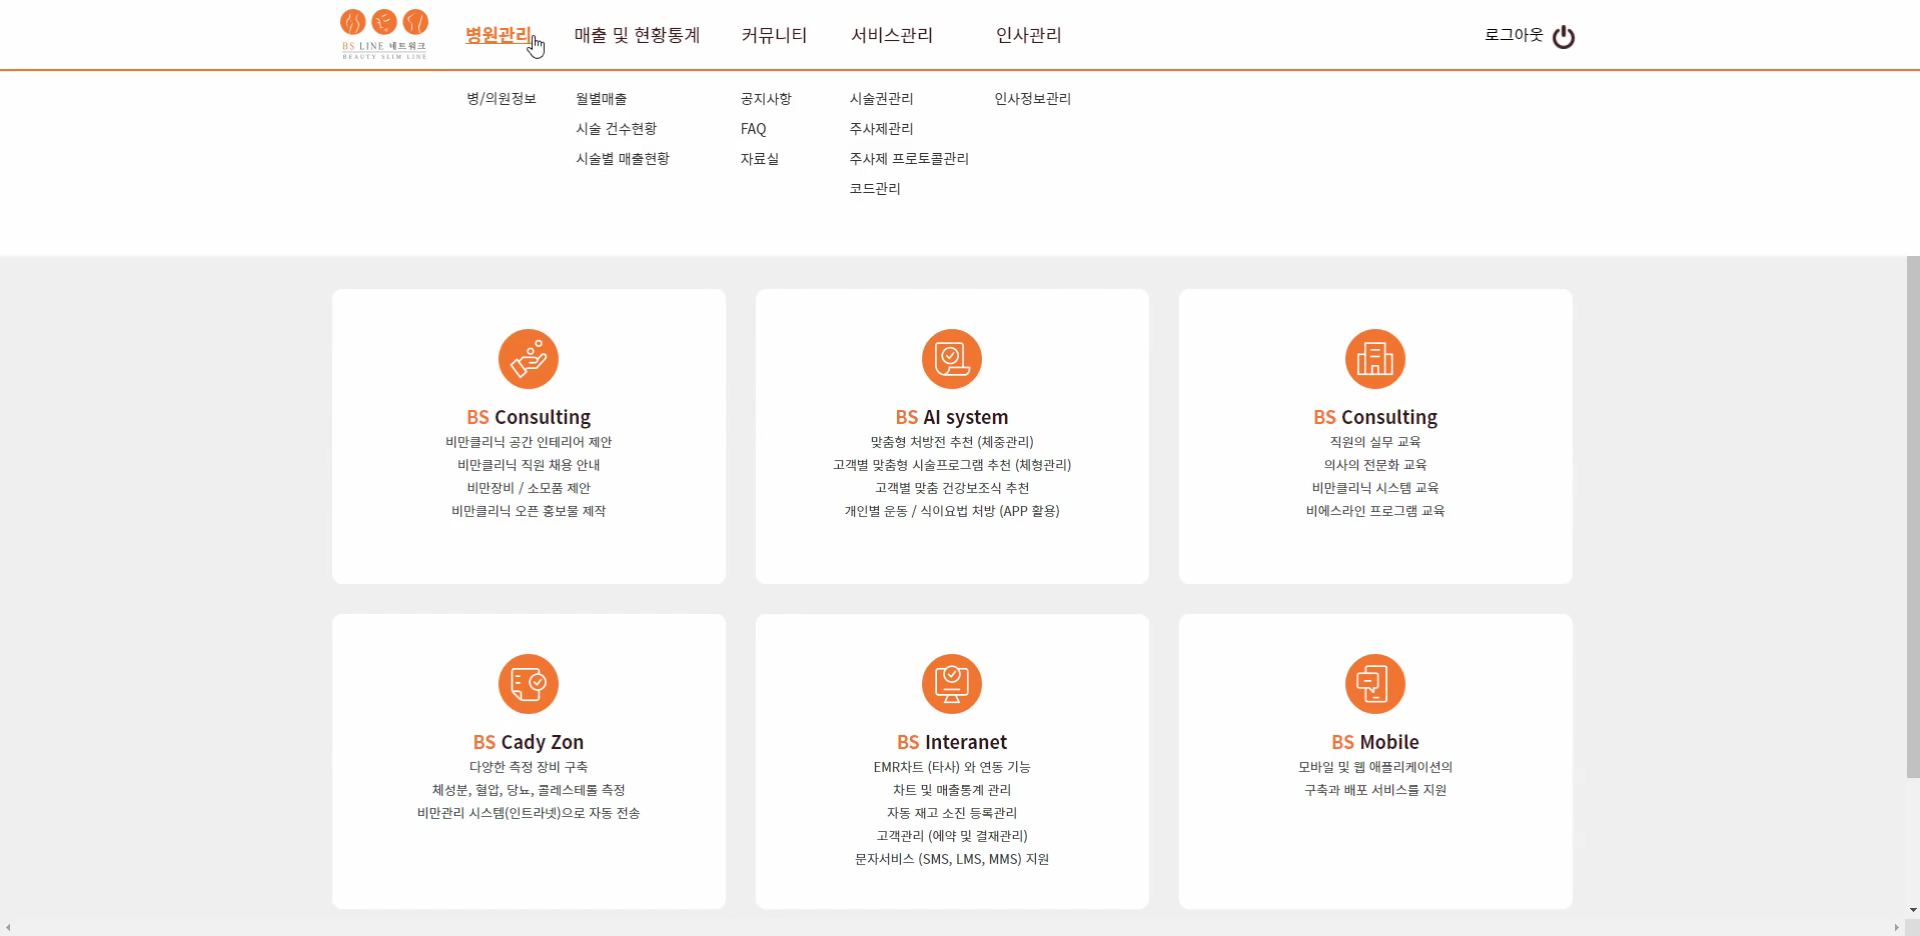 BS LINE 네트워크
BEAUTY SLIM LINE
병원관리
매출 및 현황통계
커뮤니티
서비스관리
인사관리
로그아웃
병/의원정보
월별매출
시술 건수현황
시술별 매출현황
공지사항
FAQ
자료실
시술권관리
주사제관리
주사제 프로토콜관리
코드관리
인사정보관리
BS Consulting
비만클리닉 공간 인테리어 제안
비만클리닉 직원 채용 안내
비만장비 / 소모품 제안
비만클리닉 오픈 홍보물 제작
BS AI system
맞춤형 처방전 추천 (체중관리)
고객별 맞춤형 시술프로그램 추천 (체형관리)
고객별 맞춤 건강보조식 추천
개인별 운동 / 식이요법 처방 (APP 활용)
BS Consulting
직원의 실무 교육
의사의 전문화 교육
비만클리닉 시스템 교육
비에스라인 프로그램 교육
BS Cady Zon
다양한 측정 장비 구축
체성분, 혈압, 당뇨, 콜레스테롤 측정
비만관리 시스템(인트라넷)으로 자동 전송
BS Interanet
EMR차트 (타사) 와 연동 기능
차트 및 매출통계 관리
자동 재고 소진 등록관리
고객관리 (예약 및 결재관리)
문자서비스 (SMS, LMS, MMS) 지원
BS Mobile
모바일 및 웹 애플리케이션의
구축과 배포 서비스를 지원